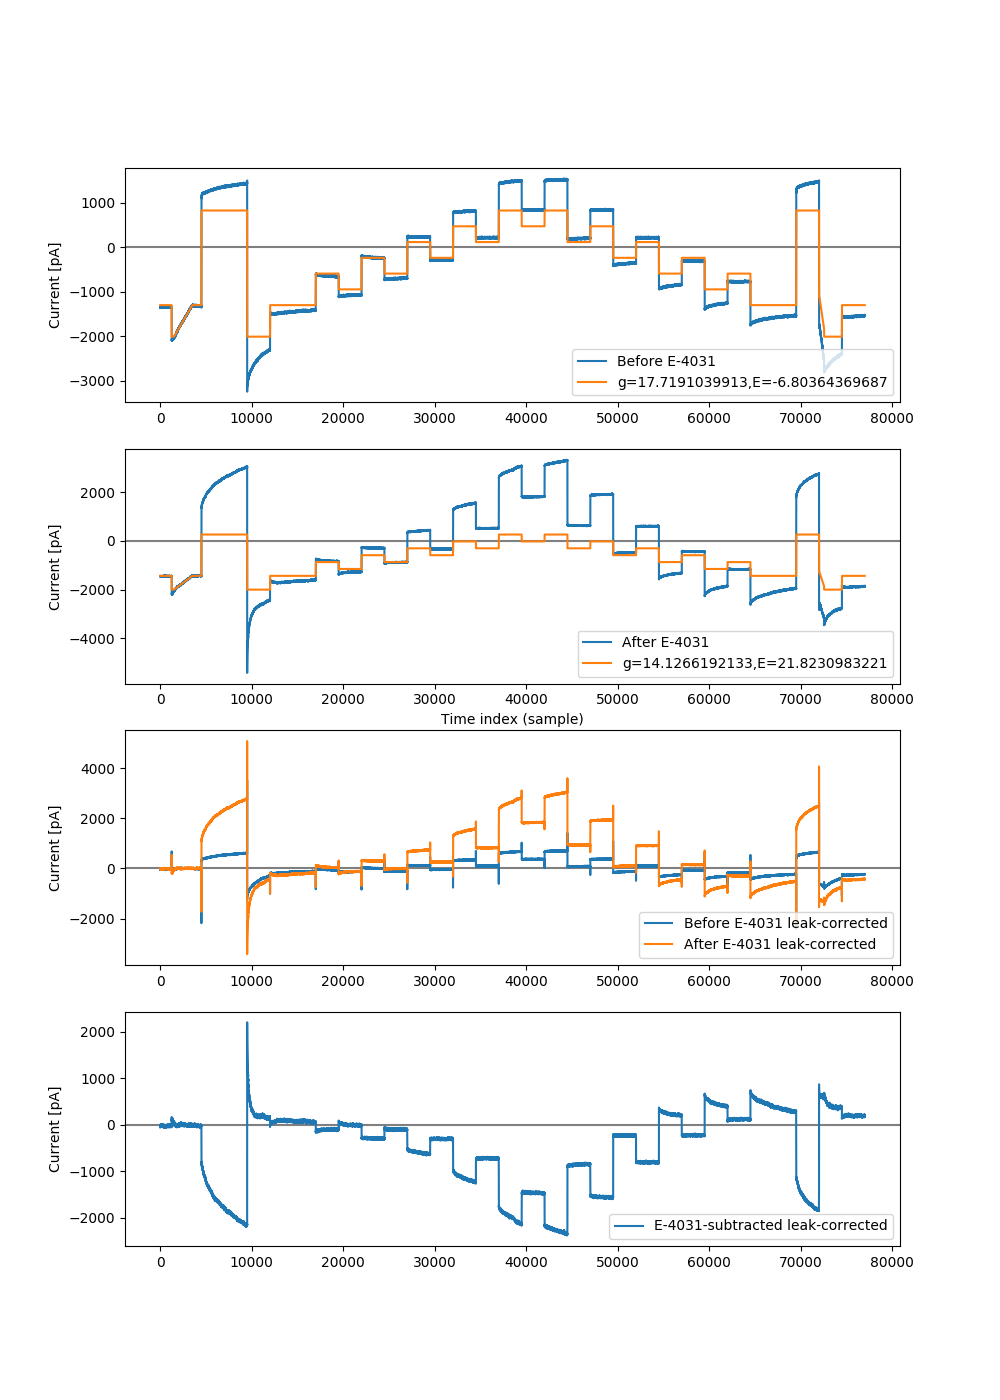 1000
0
−1000
−2000
−3000
Current [pA]
Before E-4031
g=17.7191039913,E=-6.80364369687
0 10000 20000 30000 40000 50000 60000 70000 80000
2000
0
−2000
−4000
Current [pA]
After E-4031
g=14.1266192133,E=21.8230983221
0 10000 20000 30000 40000 50000 60000 70000 80000
Time index (sample)
4000
2000
0
−2000
Current [pA]
Before E-4031 leak-corrected
After E-4031 leak-corrected
0 10000 20000 30000 40000 50000 60000 70000 80000
2000
1000
0
−1000
−2000
Current [pA]
E-4031-subtracted leak-corrected
0 10000 20000 30000 40000 50000 60000 70000 80000